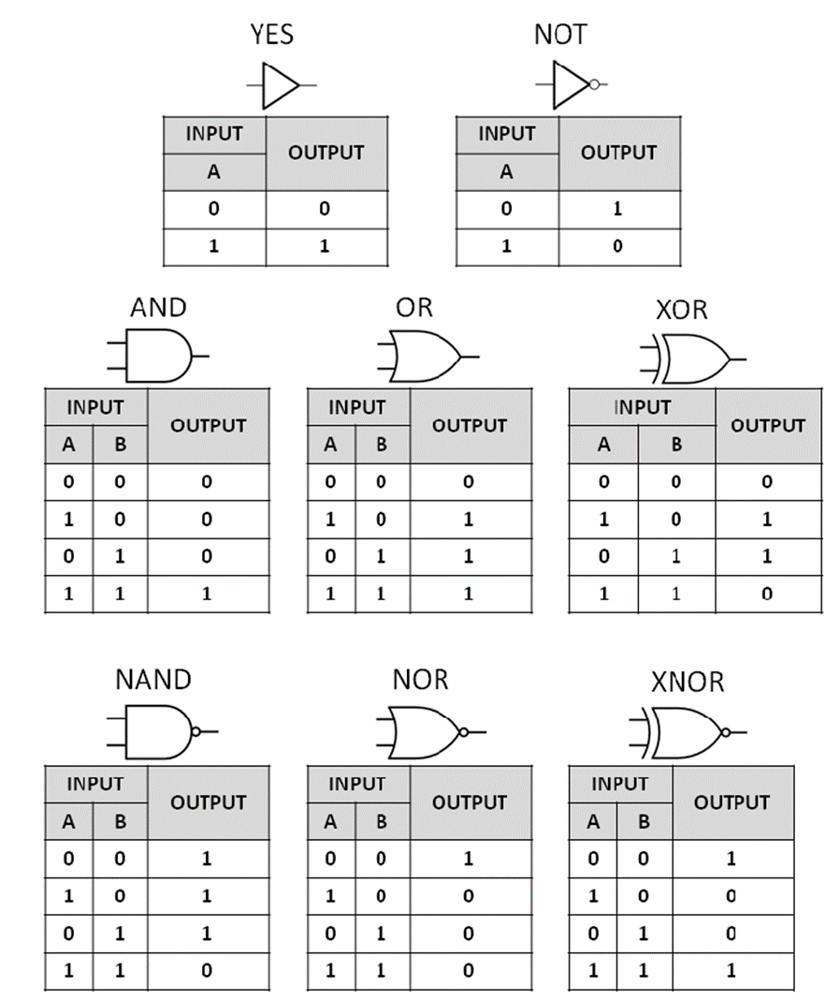 YES NOT
INPUT OUTPUT INPUT OUTPUT
A A
0 0 0 1
1 1 1 0
AND OR XOR
INPUT OUTPUT INPUT OUTPUT INPUT OUTPUT
A B A B A B
0 0 0 0 0 0 0 0 0
1 0 0 1 0 1 1 0 1
0 1 0 0 1 1 0 1 1
1 1 1 1 1 1 1 1 0
NAND NOR XNOR
INPUT OUTPUT INPUT OUTPUT INPUT OUTPUT
A B A B A B
0 0 1 0 0 1 0 0 1
1 0 1 1 0 0 1 0 0
0 1 1 0 1 0 0 1 0
1 1 0 1 1 0 1 1 1